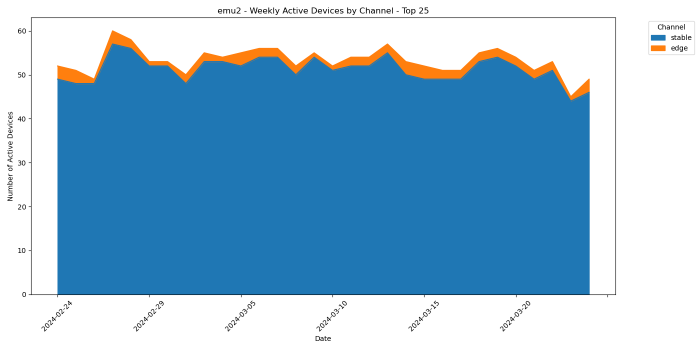 emu2 - Weekly Active Devices by Channel - Top 25
Channel
stable
edge
Number of Active Devices
60
50
40
30
20
10
0
2024-02-24
2024-02-29
2024-03-05
2024-03-10
2024-03-15
2024-03-20
Date